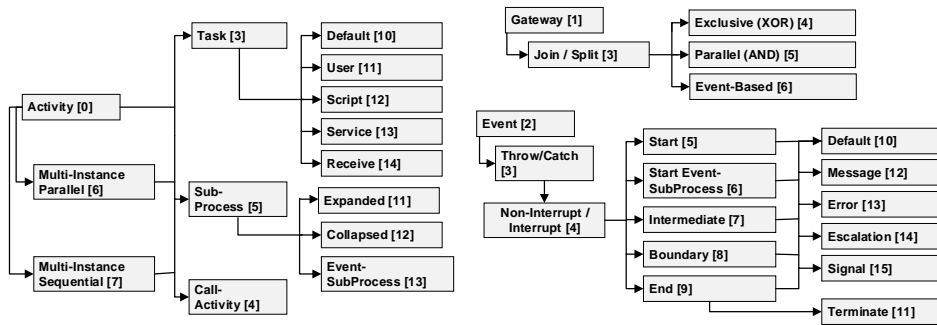 Activity [0]
Multi-Instance
Parallel [6]
Multi-Instance
Sequential [7]
Task [3]
Sub-
Process [5]
Call-
Activity [4]
Default [10]
User [11]
Script [12]
Service [13]
Receive [14]
Expanded [11]
Collapsed [12]
Event-
SubProcess [13]
Gateway [1]
Join / Split [3]
Exclusive (XOR) [4]
Parallel (AND) [5]
Event-Based [6]
Event [2]
Throw/Catch
[3]
Non-Interrupt /
Interrupt [4]
Start [5]
Start Event-
SubProcess [6]
Intermediate [7]
Boundary [8]
End [9]
Default [10]
Message [12]
Error [13]
Escalation [14]
Signal [15]
Terminate [11]